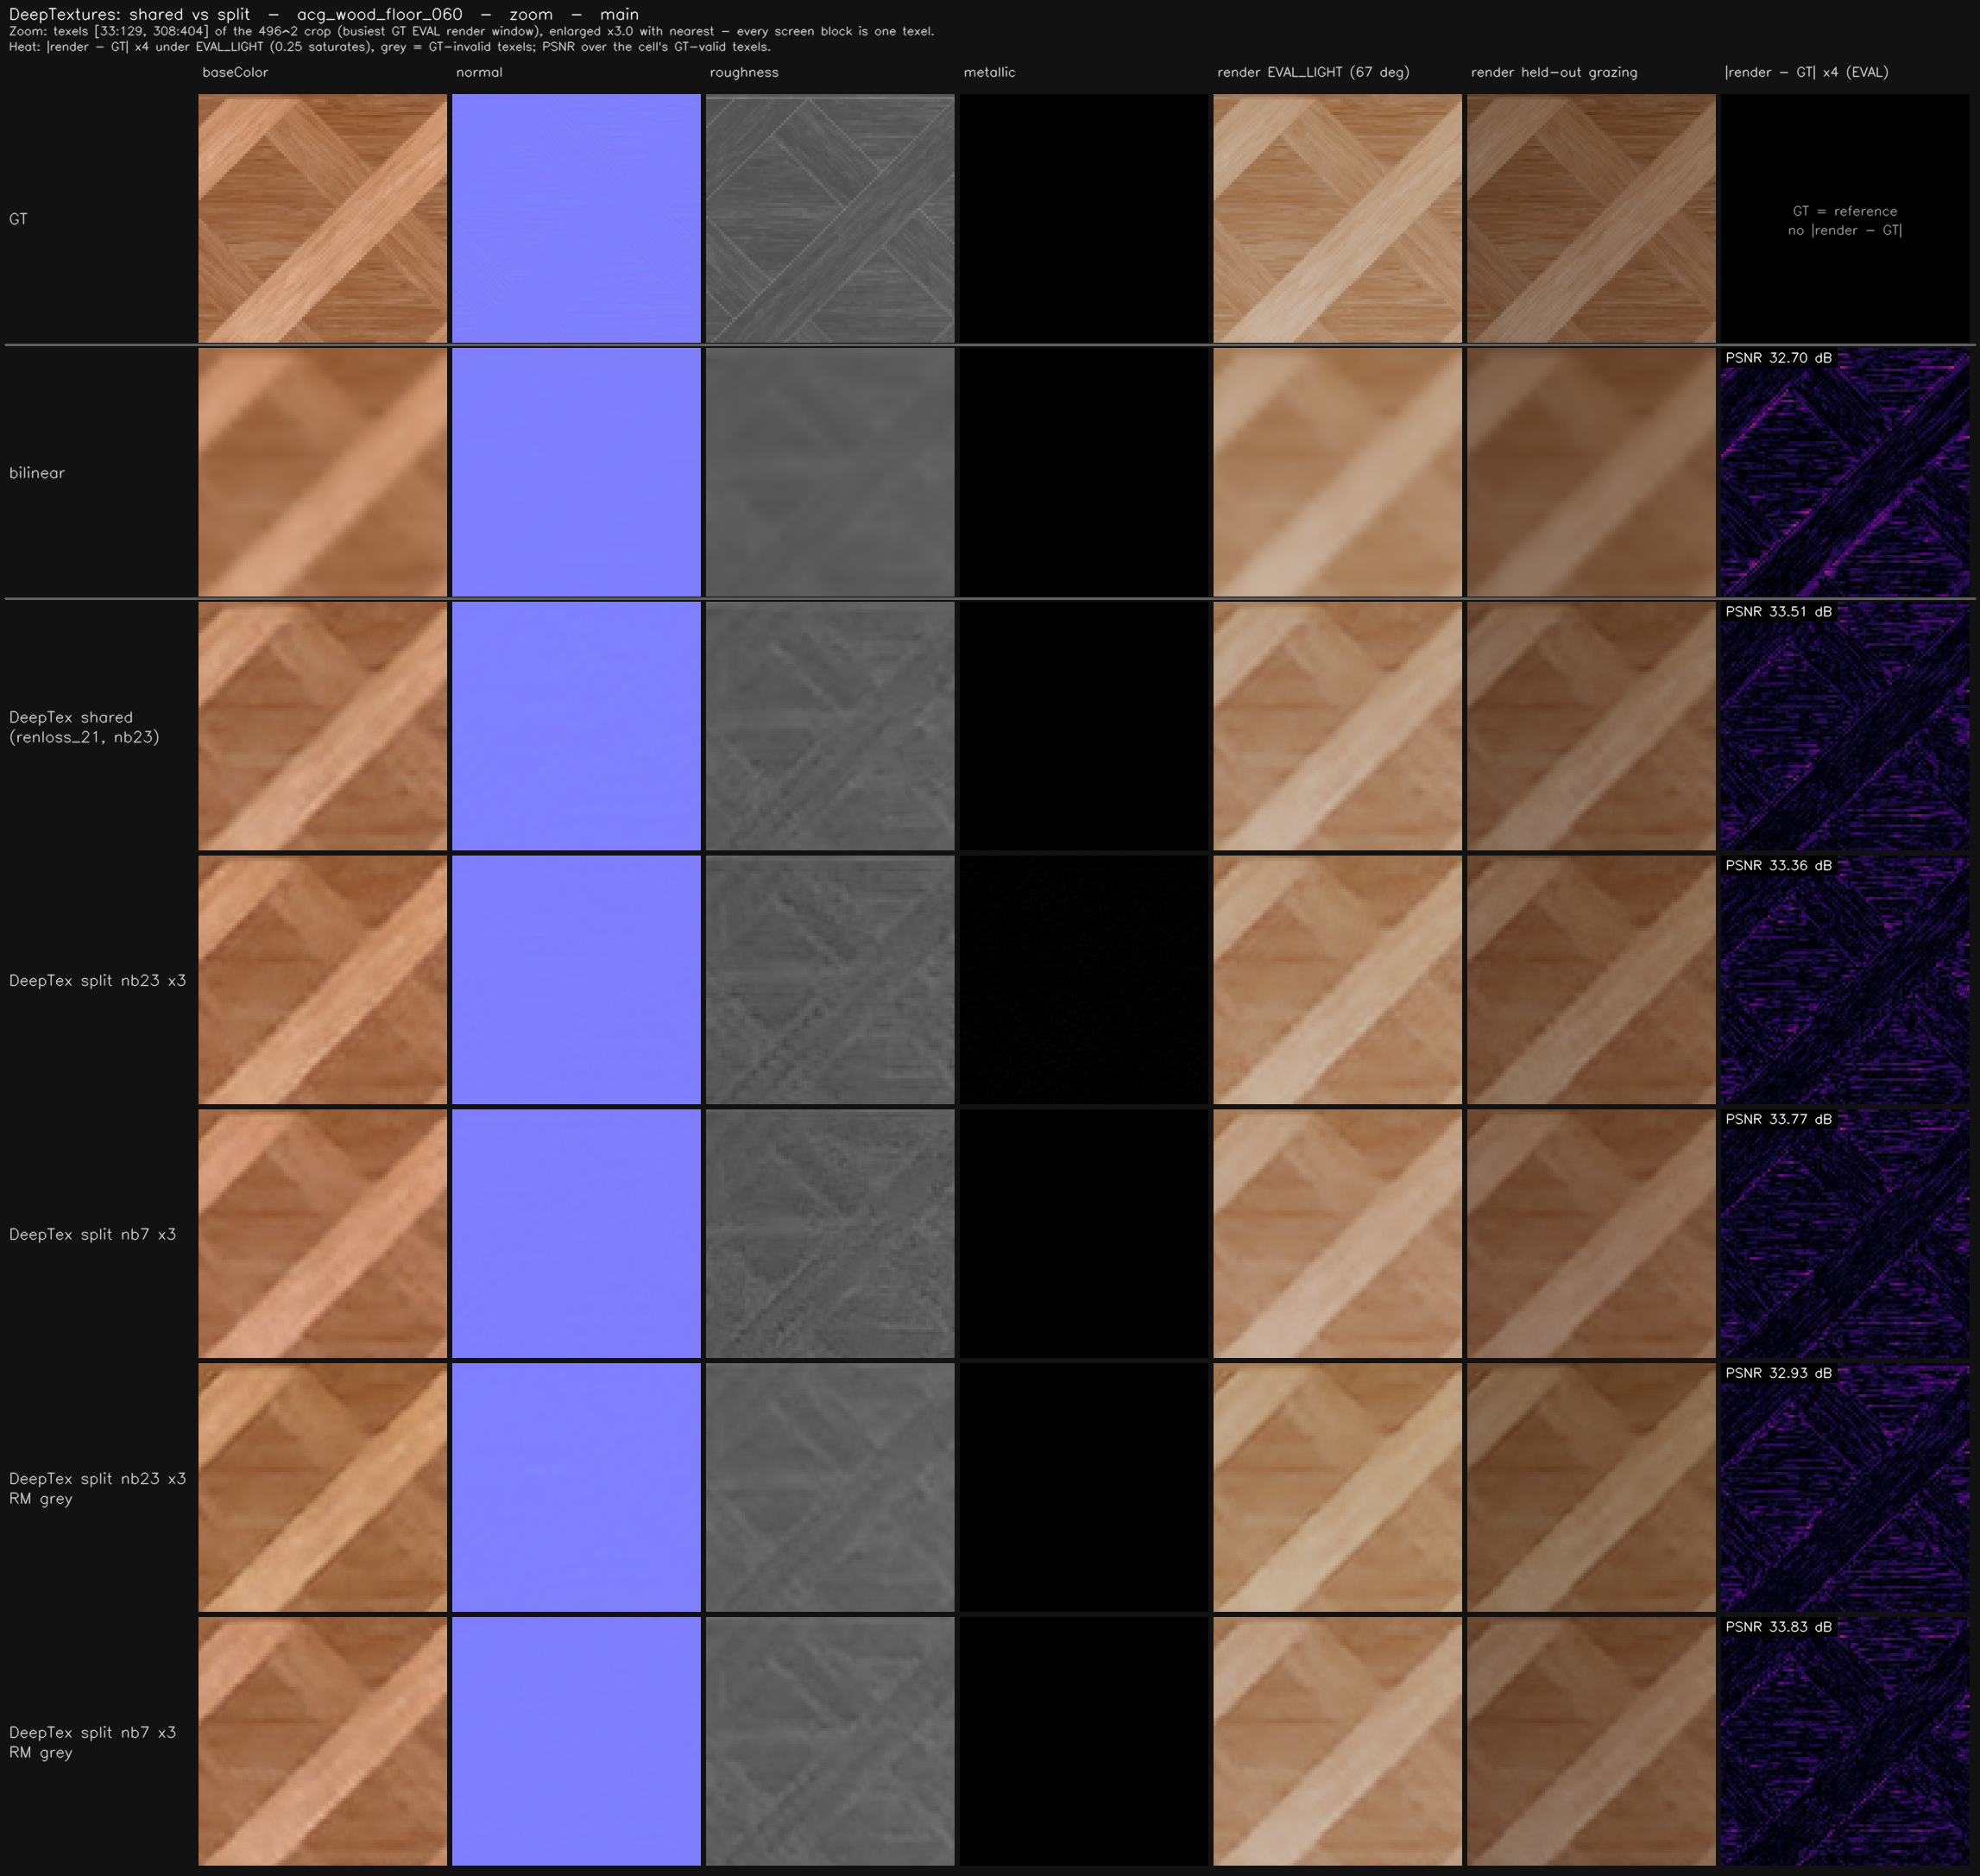 DeepTextures: shared vs split — acg_wood_floor_060 — zoom — main
Zoom: texels [33:129, 308:404] of the 496^2 crop (busiest GT EVAL render window), enlarged x3.0 with nearest — every screen block is one texel.
Heat: |render — GT| x4 under EVAL_LIGHT (0.25 saturates), grey = GT-invalid texels; PSNR over the cell's GT-valid texels.
baseColor normal roughness metallic render EVAL_LIGHT (67 deg) render held-out grazing |render — GT| x4 (EVAL)
GT
GT = reference
no |render — GT|
bilinear
PSNR 32.70 dB
DeepTex shared
(renloss_21, nb23)
PSNR 33.51 dB
DeepTex split nb23 x3
PSNR 33.36 dB
DeepTex split nb7 x3
PSNR 33.77 dB
DeepTex split nb23 x3
RM grey
PSNR 32.93 dB
DeepTex split nb7 x3
RM grey
PSNR 33.83 dB